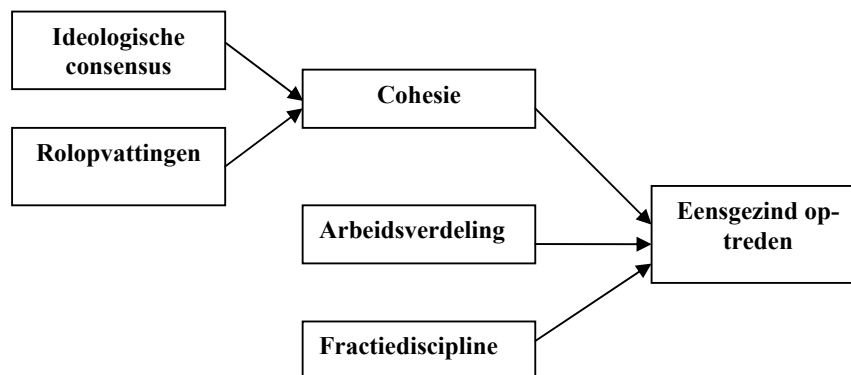 Ideologische
consensus
Cohesie
Rolopvattingen
Eensgezind op-
treden
Arbeidsverdeling
Fractiediscipline